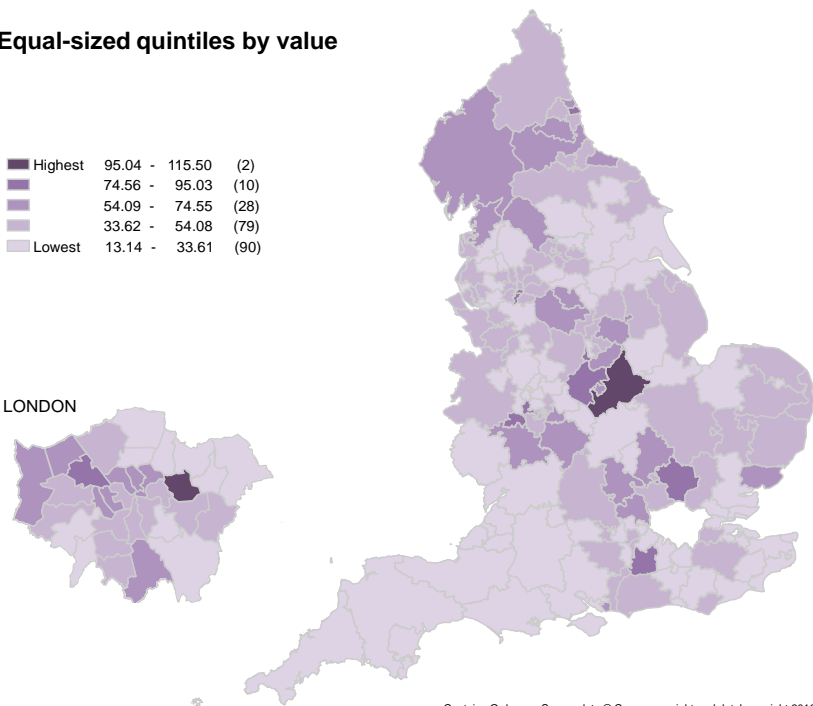 Equal-sized quintiles by value
Highest 95.04 - 115.50 (2)
74.56 - 95.03 (10)
54.09 - 74.55 (28)
33.62 - 54.08 (79)
Lowest 13.14 - 33.61 (90)
LONDON